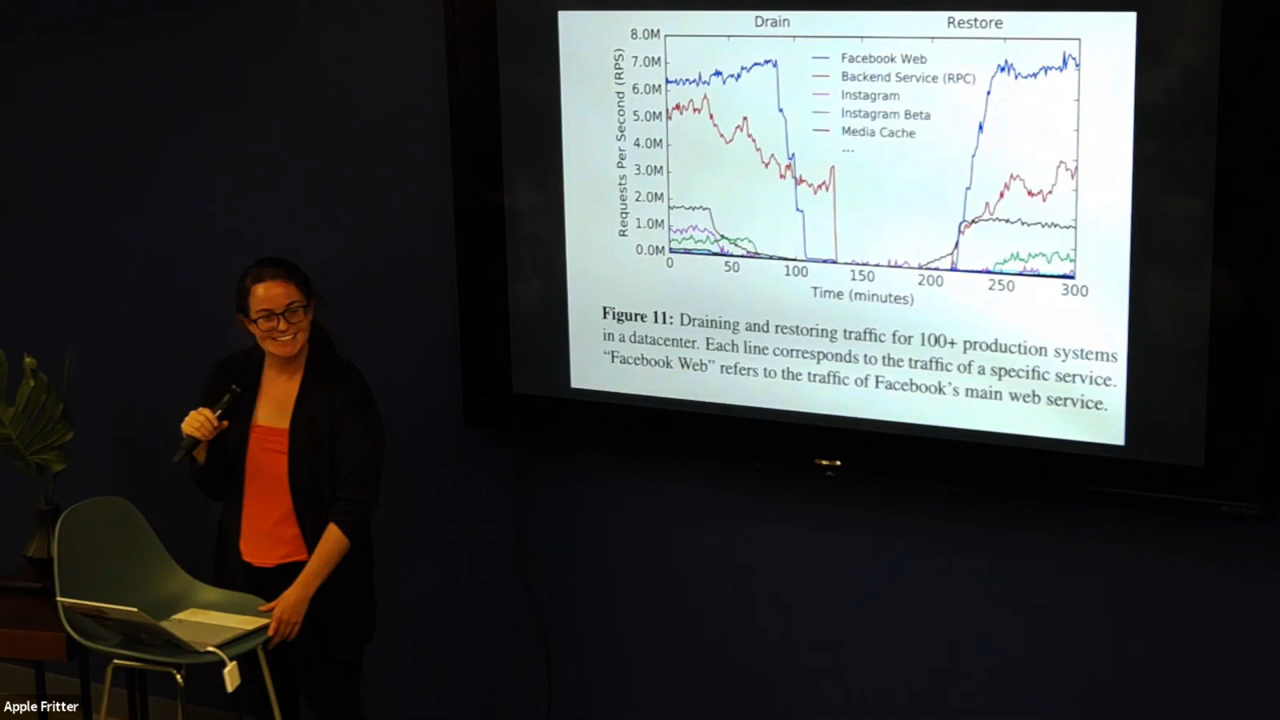 Drain Restore
8.0M
7.0M
6.0M
5.0M
4.0M
3.0M
2.0M
1.0M
0.0M
Requests Per Second (RPS)
Facebook Web
Backend Service (RPC)
Instagram
Instagram Beta
Media Cache
...
0 50 100 150 200 250 300
Time (minutes)
Figure 11: Draining and restoring traffic for 100+ production systems
in a datacenter. Each line corresponds to the traffic of a specific service.
“Facebook Web” refers to the traffic of Facebook’s main web service.
Apple Fritter